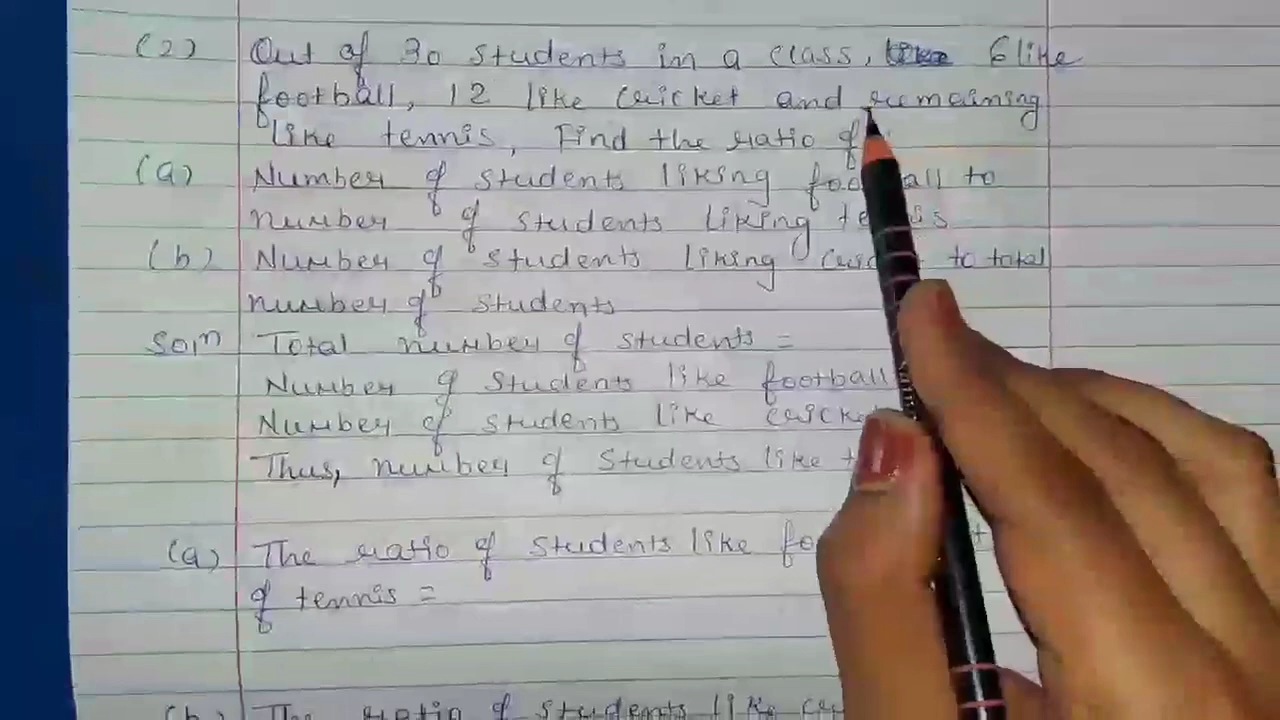 (2) Out of 30 students in a class, 6 like
football, 12 like cricket and remaining
like tennis, Find the ratio of
(a) Number of students liking football to
number of students liking tennis
(b) Number of students liking to total
number of students
Soln Total number of students =
Number of students like football
Number of students like cricket
Thus, number of students like
(a) The ratio of students like
of tennis =
(b) The ratio of students like